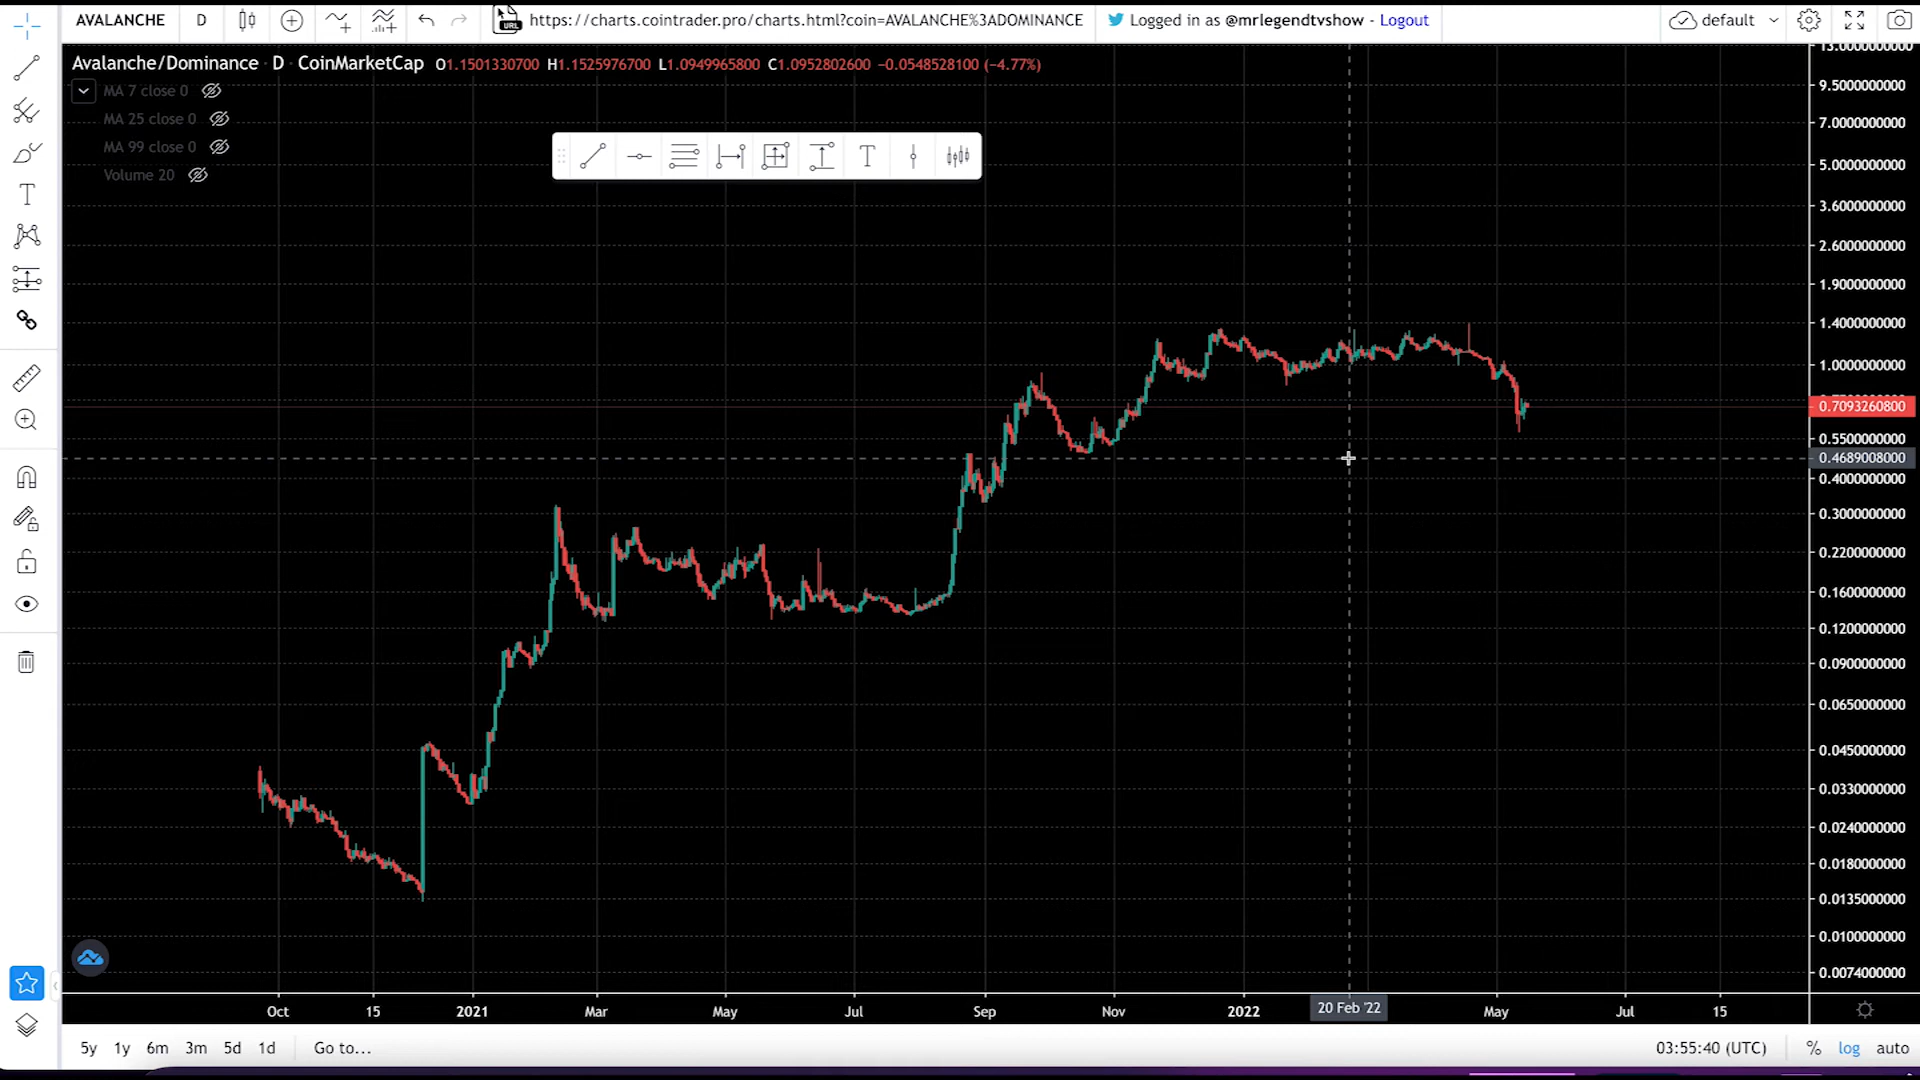 AVALANCHE D URL https://charts.cointrader.pro/charts.html?coin=AVALANCHE%3ADOMINANCE Logged in as @mrlegendtvshow - Logout default
Avalanche/Dominance D CoinMarketCap O1.1501330700 H1.1525976700 L1.0949965800 C1.0952802600 −0.0548528100 (−4.77%)
MA 7 close 0
MA 25 close 0
MA 99 close 0
Volume 20
T
T
13.0000000000
9.5000000000
7.0000000000
5.0000000000
3.6000000000
2.6000000000
1.9000000000
1.4000000000
1.0000000000
0.7093260800
0.5500000000
0.4689008000
0.4000000000
0.3000000000
0.2200000000
0.1600000000
0.1200000000
0.0900000000
0.0650000000
0.0450000000
0.0330000000
0.0240000000
0.0180000000
0.0135000000
0.0100000000
0.0074000000
Oct 15 2021 Mar May Jul Sep Nov 2022 20 Feb '22 May Jul 15
5y 1y 6m 3m 5d 1d Go to... 03:55:40 (UTC) % log auto